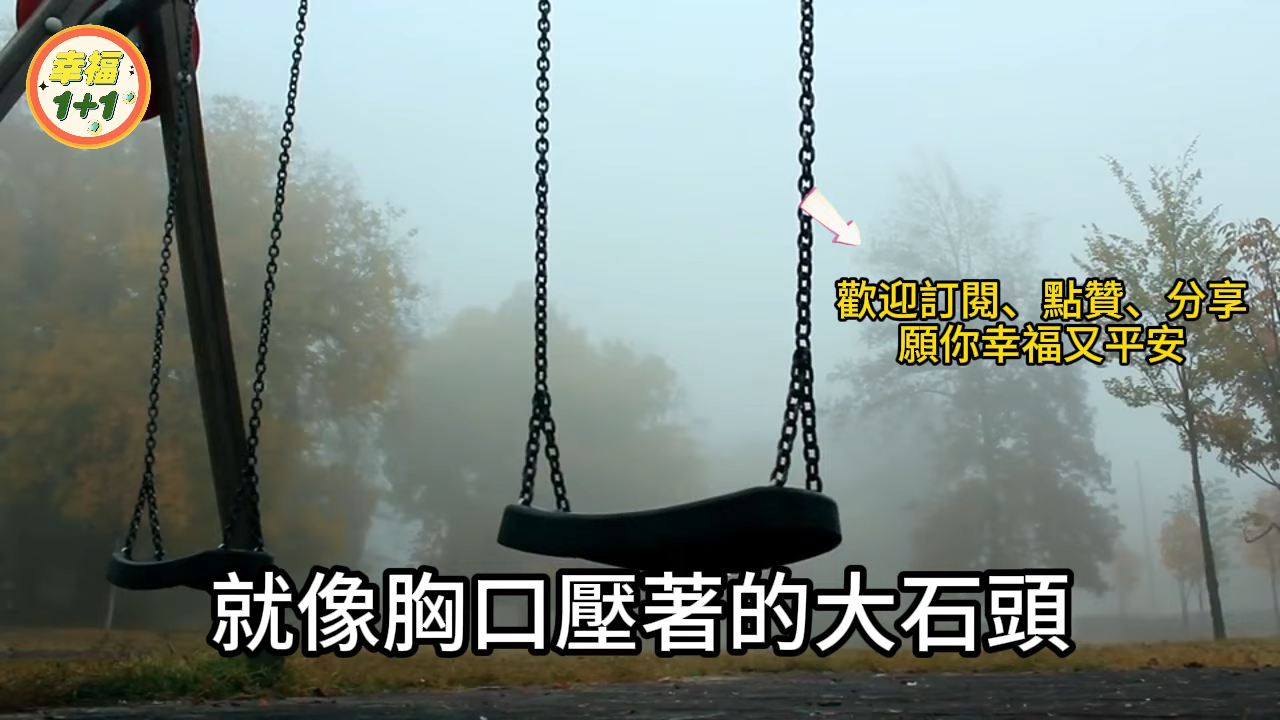 幸福
1+1
歡迎訂閱、點贊、分享
願你幸福又平安
就像胸口壓著的大石頭